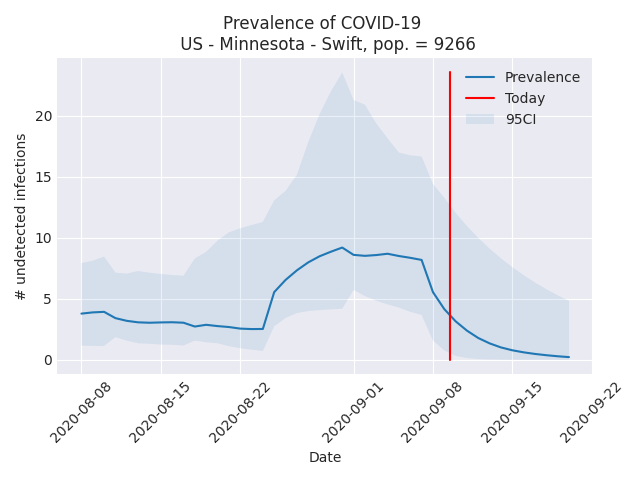 Prevalence of COVID-19
US - Minnesota - Swift, pop. = 9266
Prevalence
Today
95CI
# undetected infections
20
15
10
5
0
2020-08-08
2020-08-15
2020-08-22
2020-09-01
2020-09-08
2020-09-15
2020-09-22
Date